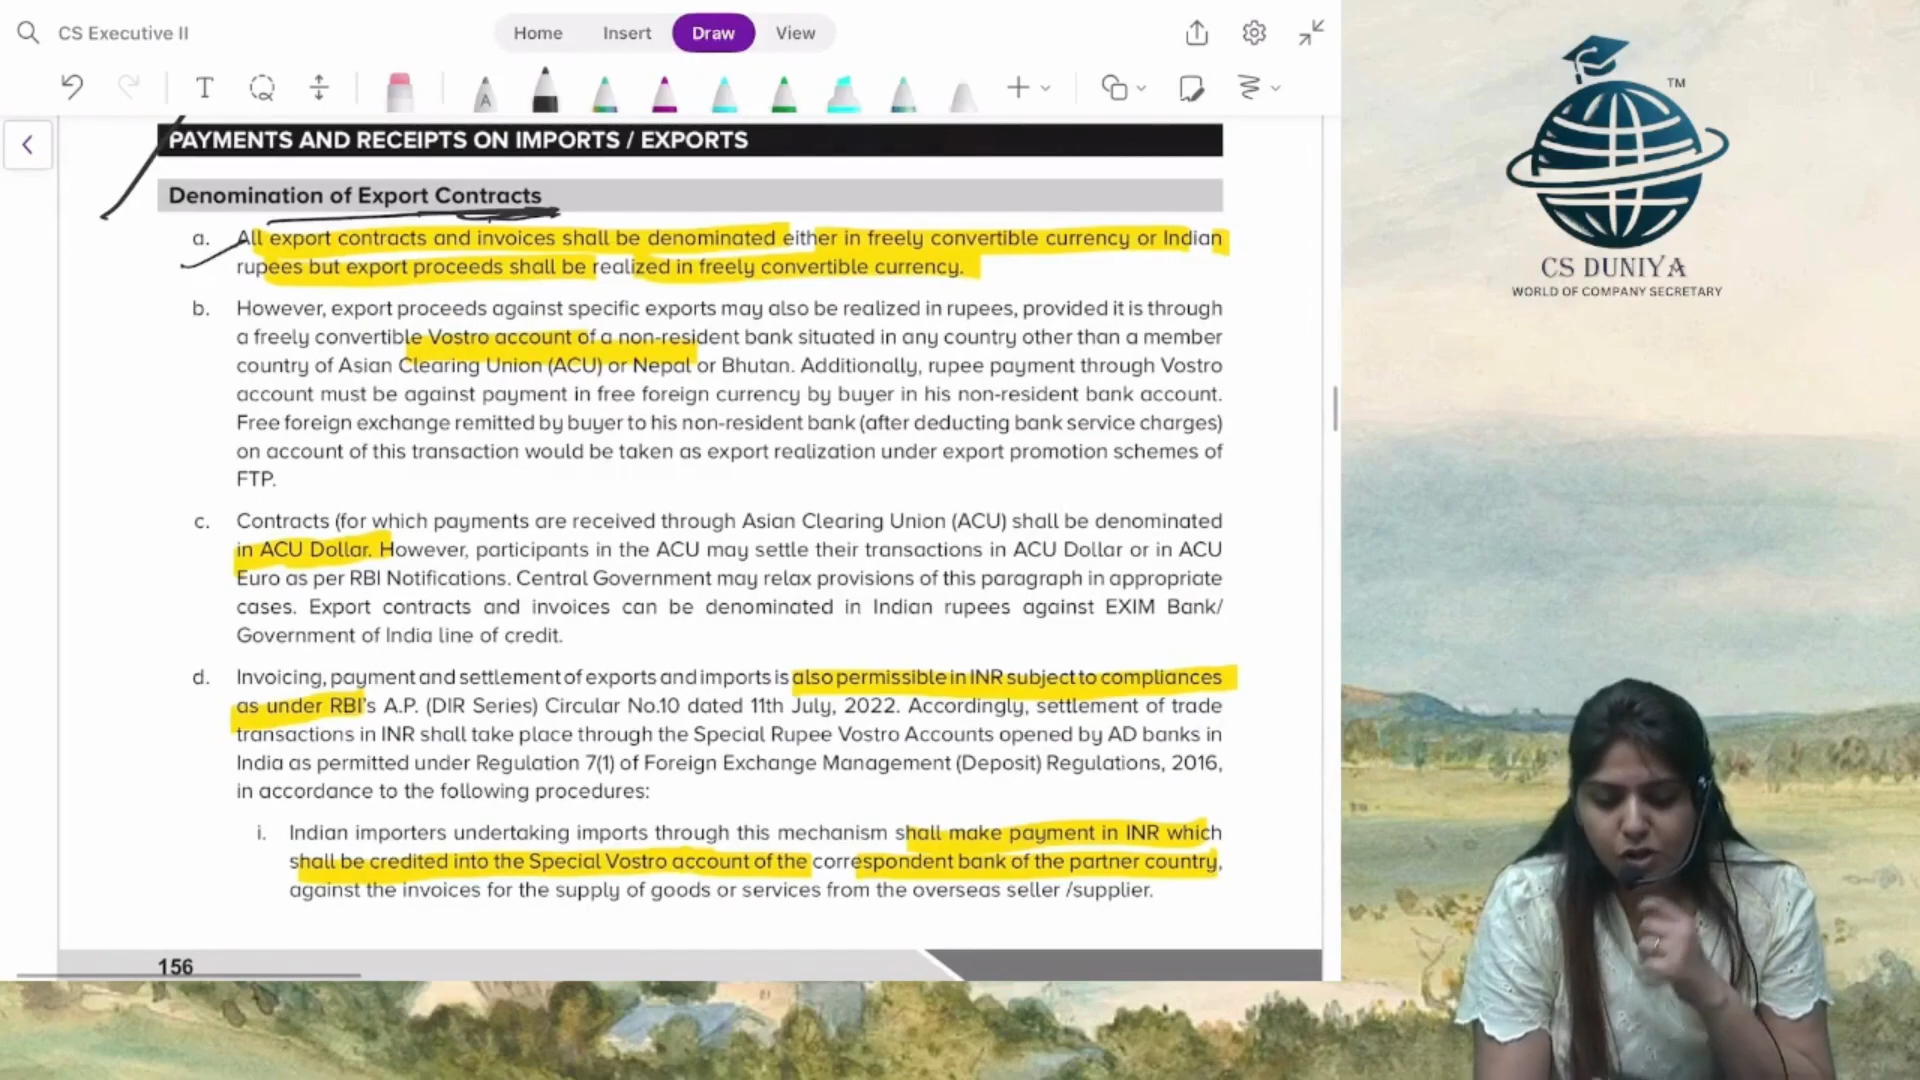 CS Executive II
Home Insert Draw View
PAYMENTS AND RECEIPTS ON IMPORTS / EXPORTS
Denomination of Export Contracts
a. All export contracts and invoices shall be denominated either in freely convertible currency or Indian
rupees but export proceeds shall be realized in freely convertible currency.
b. However, export proceeds against specific exports may also be realized in rupees, provided it is through
a freely convertible Vostro account of a non-resident bank situated in any country other than a member
country of Asian Clearing Union (ACU) or Nepal or Bhutan. Additionally, rupee payment through Vostro
account must be against payment in free foreign currency by buyer in his non-resident bank account.
Free foreign exchange remitted by buyer to his non-resident bank (after deducting bank service charges)
on account of this transaction would be taken as export realization under export promotion schemes of
FTP.
c. Contracts (for which payments are received through Asian Clearing Union (ACU) shall be denominated
in ACU Dollar. However, participants in the ACU may settle their transactions in ACU Dollar or in ACU
Euro as per RBI Notifications. Central Government may relax provisions of this paragraph in appropriate
cases. Export contracts and invoices can be denominated in Indian rupees against EXIM Bank/
Government of India line of credit.
d. Invoicing, payment and settlement of exports and imports is also permissible in INR subject to compliances
as under RBI's A.P. (DIR Series) Circular No.10 dated 11th July, 2022. Accordingly, settlement of trade
transactions in INR shall take place through the Special Rupee Vostro Accounts opened by AD banks in
India as permitted under Regulation 7(1) of Foreign Exchange Management (Deposit) Regulations, 2016,
in accordance to the following procedures:
i. Indian importers undertaking imports through this mechanism shall make payment in INR which
shall be credited into the Special Vostro account of the correspondent bank of the partner country,
against the invoices for the supply of goods or services from the overseas seller /supplier.
156
TM
CS DUNIYA
WORLD OF COMPANY SECRETARY